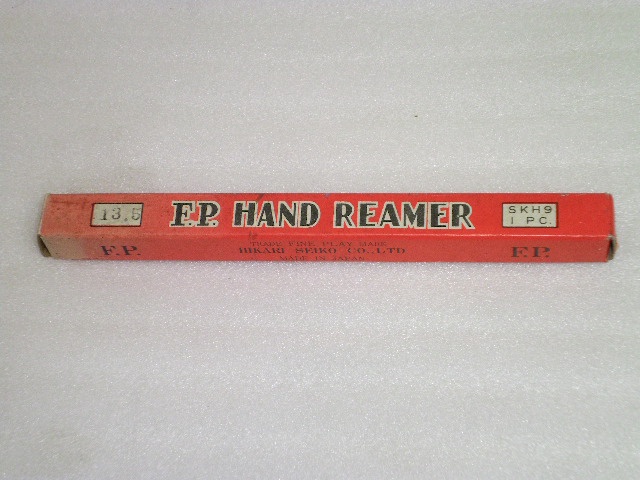 13.5 F.P. HAND REAMER SKH9
1 PC.
TRADE FINE PLAY MARK
F.P. HIKARI SEIKO CO., LTD F.P.
MADE IN JAPAN